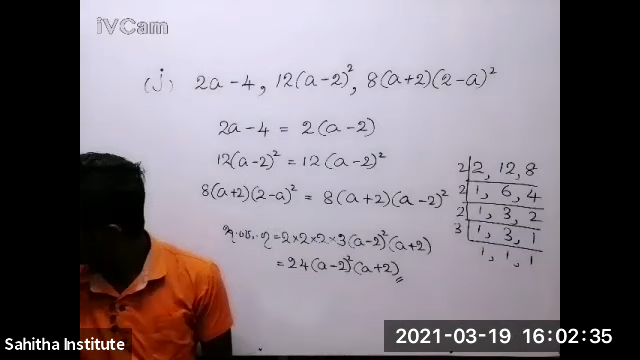 iVCam
(j) 2a - 4, 12(a-2)², 8(a+2)(2-a)²
2a - 4 = 2(a-2)
12(a-2)² = 12(a-2)²
8(a+2)(2-a)² = 8(a+2)(a-2)²
= 2×2×2×3(a-2)²(a+2)
= 24(a-2)²(a+2)
2 | 2, 12, 8
2 | 1, 6, 4
2 | 1, 3, 2
3 | 1, 3, 1
1, 1, 1
Sahitha Institute
2021-03-19 16:02:35